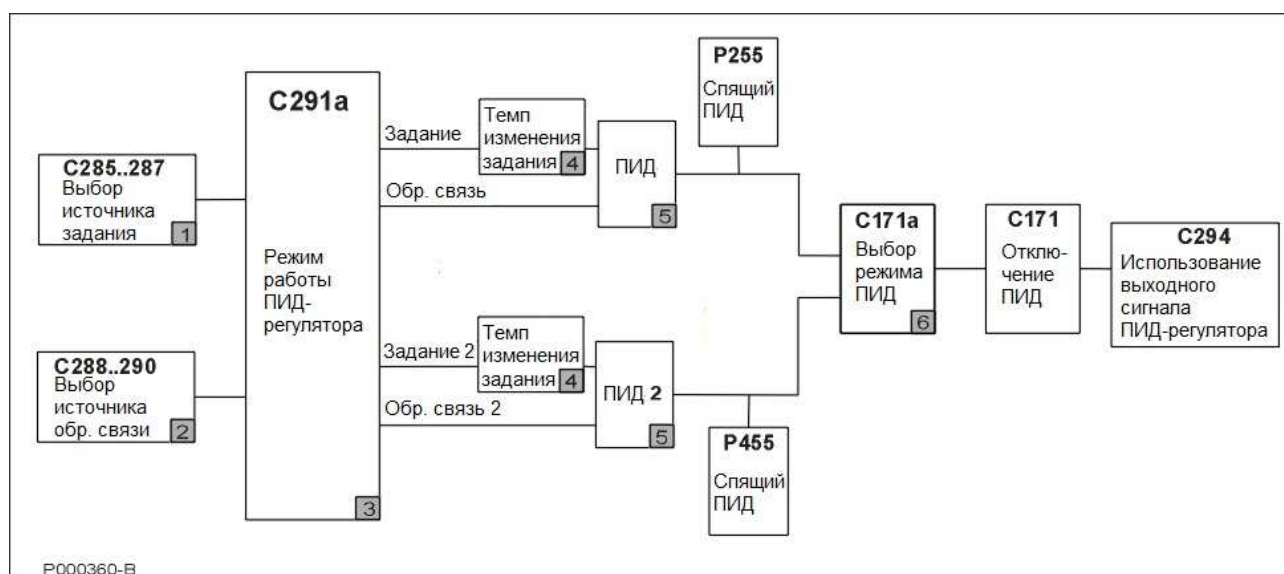 C285..287
Выбор
источника
задания
1
C288..290
Выбор
источника
обр. связи
2
C291a
Режим
работы
ПИД-
регулятора
3
Задание
Обр. связь
Темп
изменения
задания
4
ПИД
5
P255
Спящий
ПИД
Задание 2
Обр. связь 2
Темп
изменения
задания
4
ПИД 2
5
P455
Спящий
ПИД
C171a
Выбор
режима
ПИД
6
C171
Отклю-
чение
ПИД
C294
Использование
выходного
сигнала
ПИД-регулятора
P000360-B